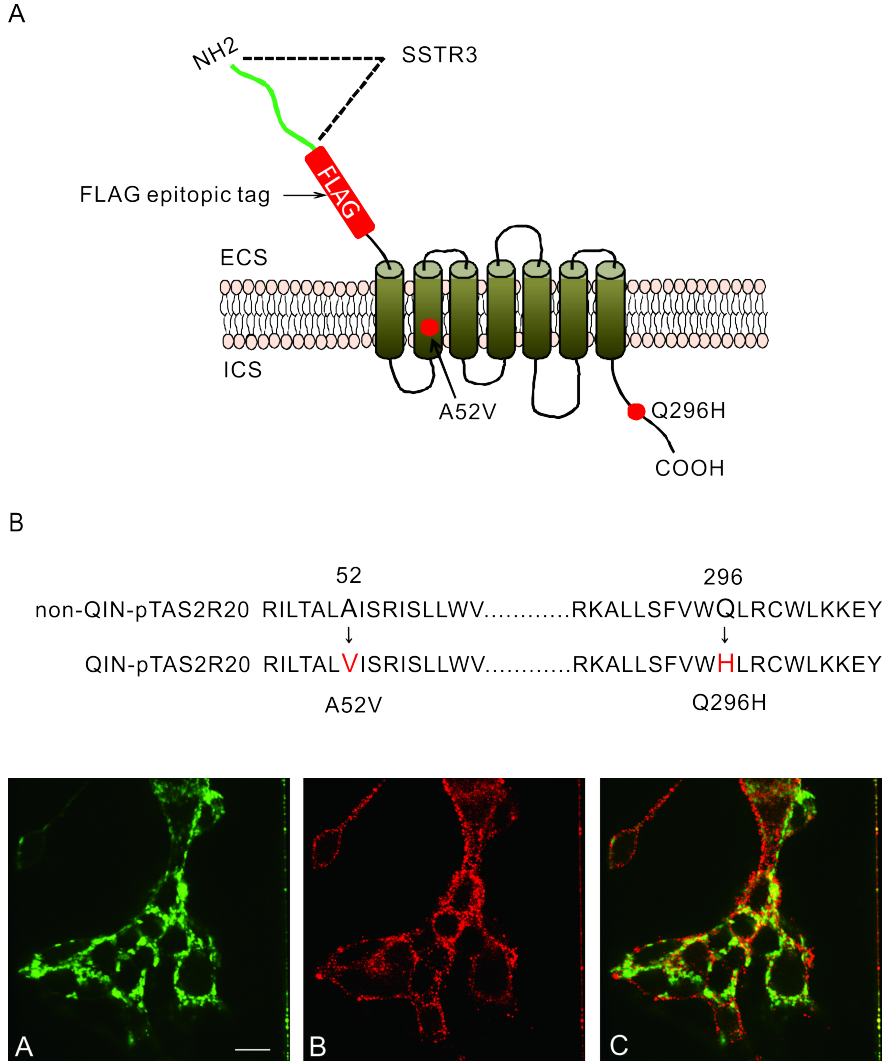 A
NH2
SSTR3
FLAG
FLAG epitopic tag
ECS
ICS
A52V
Q296H
COOH
B
52
296
non-QIN-pTAS2R20 RILTALAISRISLLWV............RKALLSFVWQLRCWLKKEY
QIN-pTAS2R20 RILTALVISRISLLWV............RKALLSFVWHLRCWLKKEY
A52V
Q296H
A
B
C